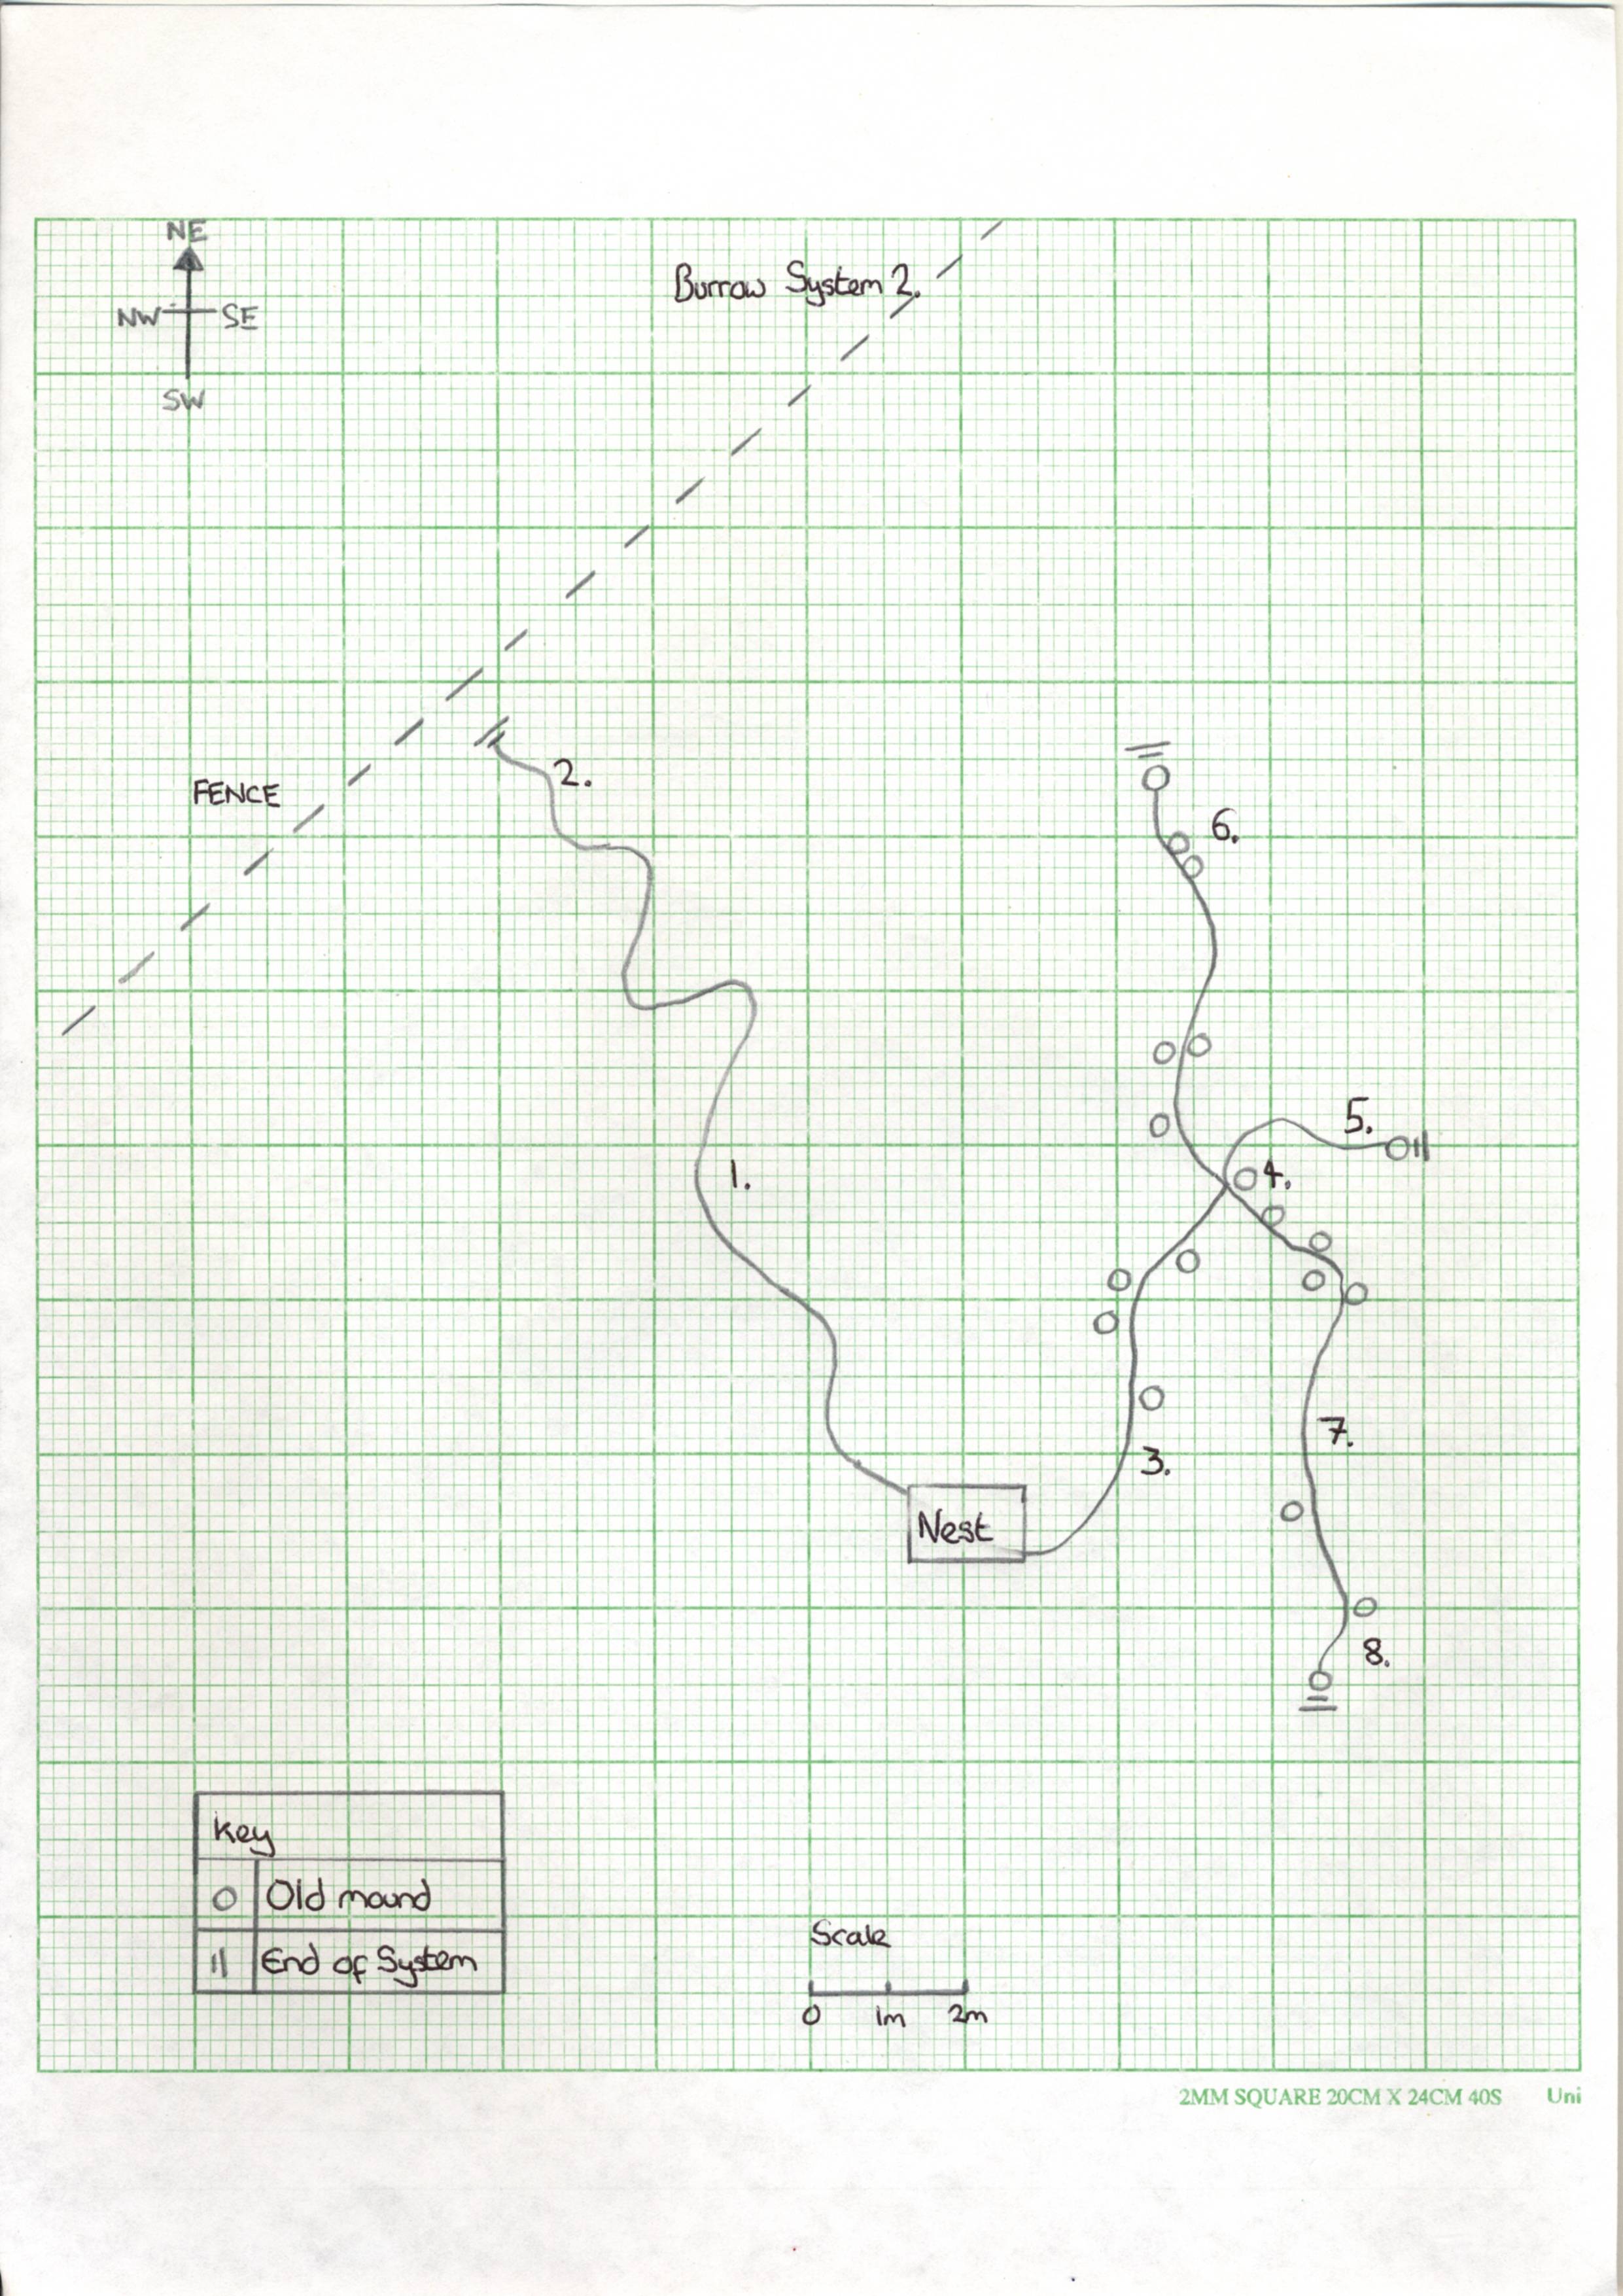 NE
NW SE
SW
Burrow System 2.
FENCE
2.
6.
5.
4.
1.
7.
3.
Nest
8.
Key
Old mound
End of System
Scale
0 1m 2m
2MM SQUARE 20CM X 24CM 40S Uni